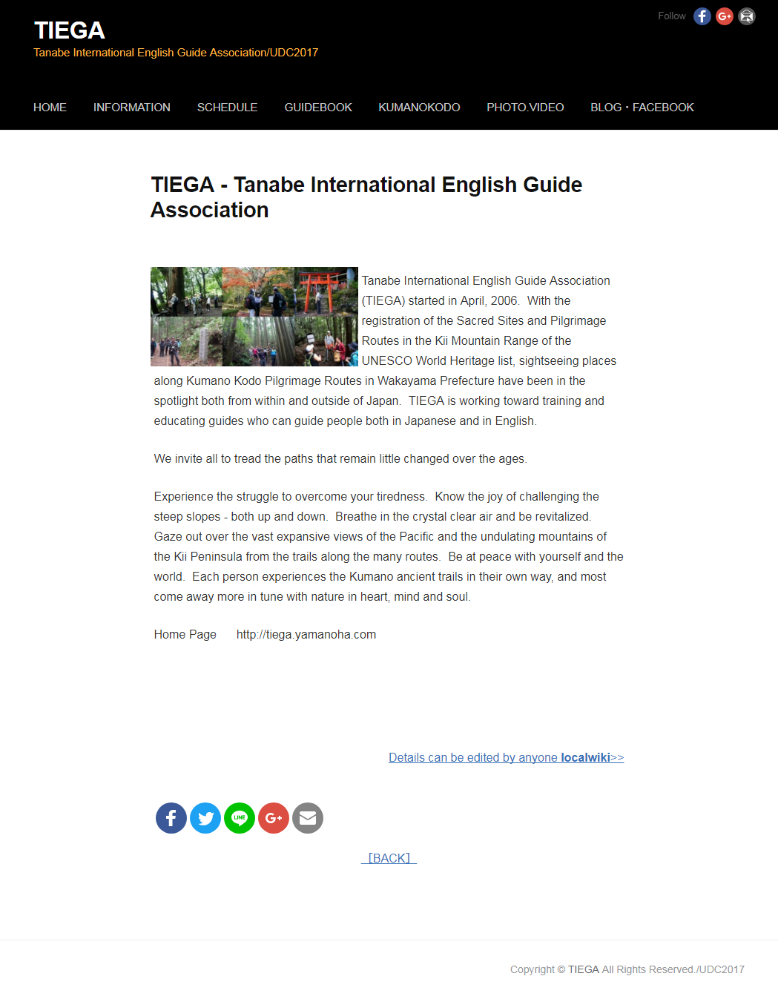 TIEGA
Tanabe International English Guide Association/UDC2017
Follow
HOME INFORMATION SCHEDULE GUIDEBOOK KUMANOKODO PHOTO.VIDEO BLOG・FACEBOOK
TIEGA - Tanabe International English Guide
Association
Tanabe International English Guide Association
(TIEGA) started in April, 2006.  With the
registration of the Sacred Sites and Pilgrimage
Routes in the Kii Mountain Range of the
UNESCO World Heritage list, sightseeing places
along Kumano Kodo Pilgrimage Routes in Wakayama Prefecture have been in the
spotlight both from within and outside of Japan.  TIEGA is working toward training and
educating guides who can guide people both in Japanese and in English.
We invite all to tread the paths that remain little changed over the ages.
Experience the struggle to overcome your tiredness.  Know the joy of challenging the
steep slopes - both up and down.  Breathe in the crystal clear air and be revitalized.
Gaze out over the vast expansive views of the Pacific and the undulating mountains of
the Kii Peninsula from the trails along the many routes.  Be at peace with yourself and the
world.  Each person experiences the Kumano ancient trails in their own way, and most
come away more in tune with nature in heart, mind and soul.
Home Page http://tiega.yamanoha.com
Details can be edited by anyone localwiki>>
LINE
［BACK］
Copyright © TIEGA All Rights Reserved./UDC2017